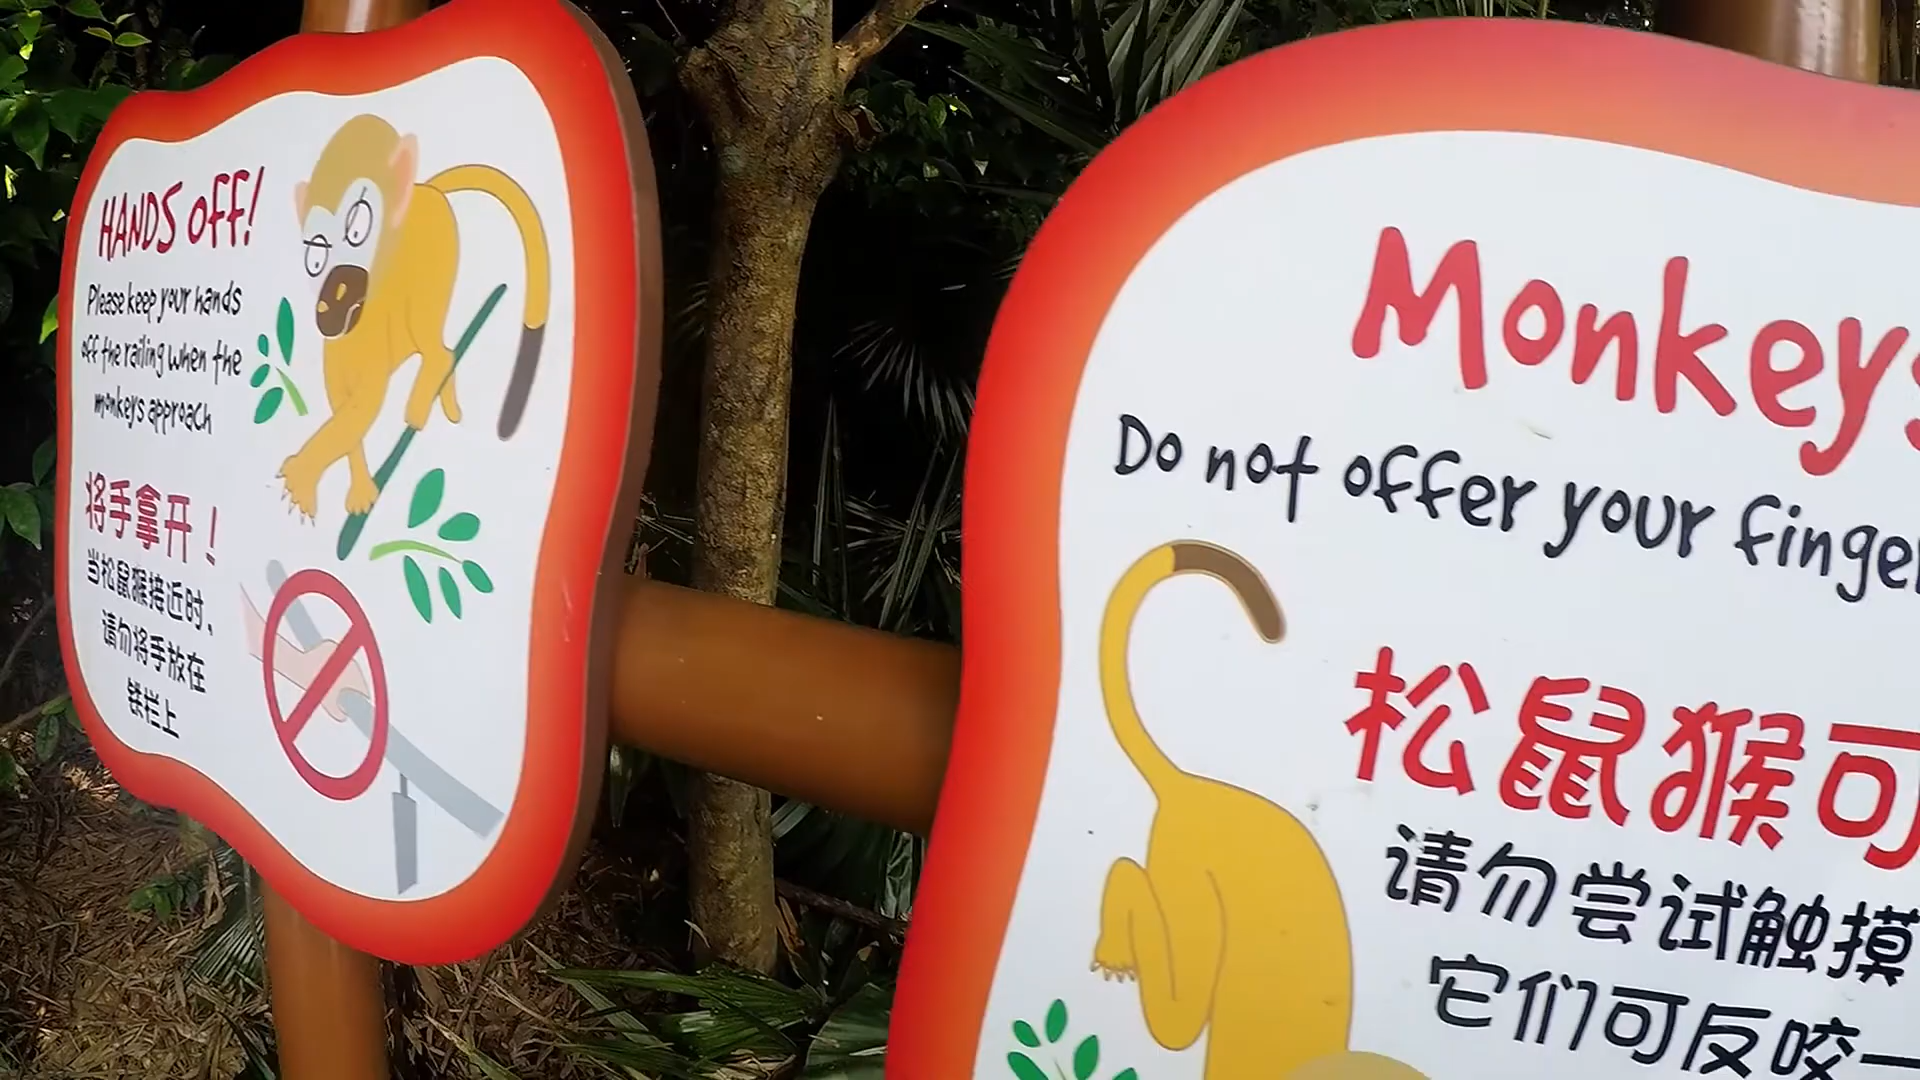 HANDS OFF!
Please keep your hands
off the railing when the
monkeys approach
将手拿开！
当松鼠猴接近时、
请勿将手放在
铁栏上
Monkeys
Do not offer your finger
松鼠猴可
请勿尝试触摸
它们可反咬一